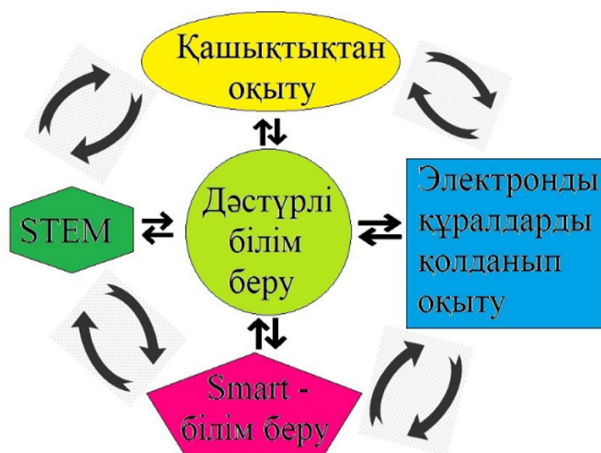 Қашықтықтан
оқыту
STEM
Дәстүрлі
білім
беру
Электронды
құралдарды
қолданып
оқыту
Smart -
білім беру